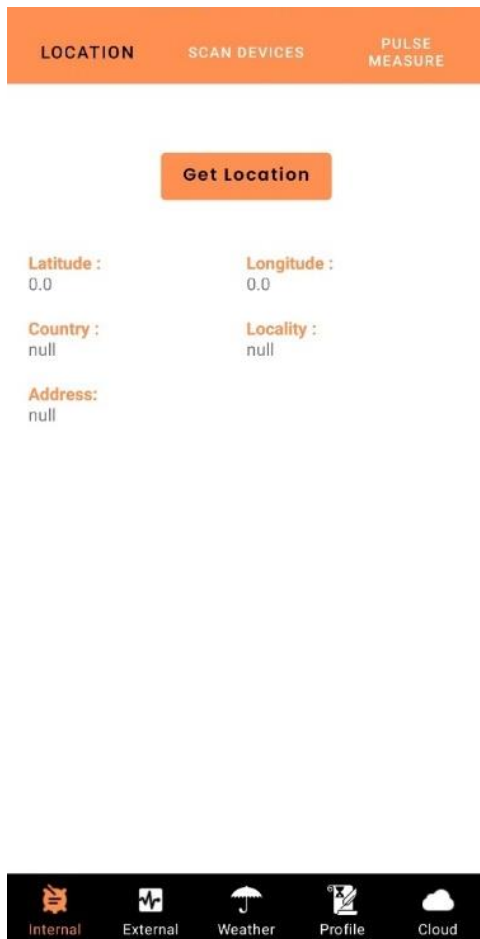 LOCATION
SCAN DEVICES
PULSE
MEASURE
Get Location
Latitude :
0.0
Longitude :
0.0
Country :
null
Locality :
null
Address:
null
Internal
External
Weather
Profile
Cloud